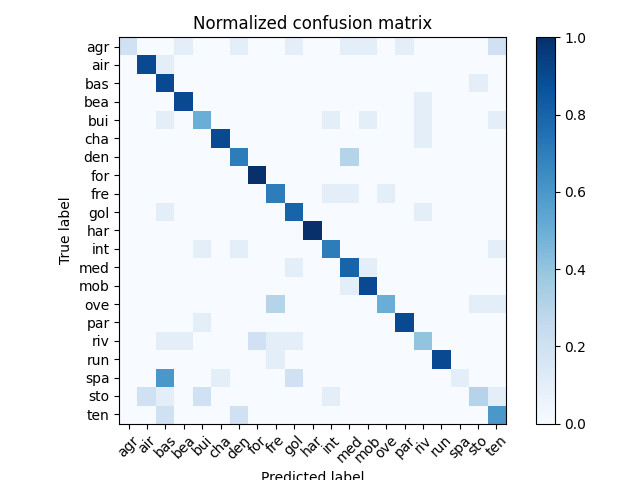 Normalized confusion matrix
True label
agr
air
bas
bea
bui
cha
den
for
fre
gol
har
int
med
mob
ove
par
riv
run
spa
sto
ten
agr air bas bea bui cha den for fre gol har int med mob ove par riv run spa sto ten
Predicted label
1.0
0.8
0.6
0.4
0.2
0.0